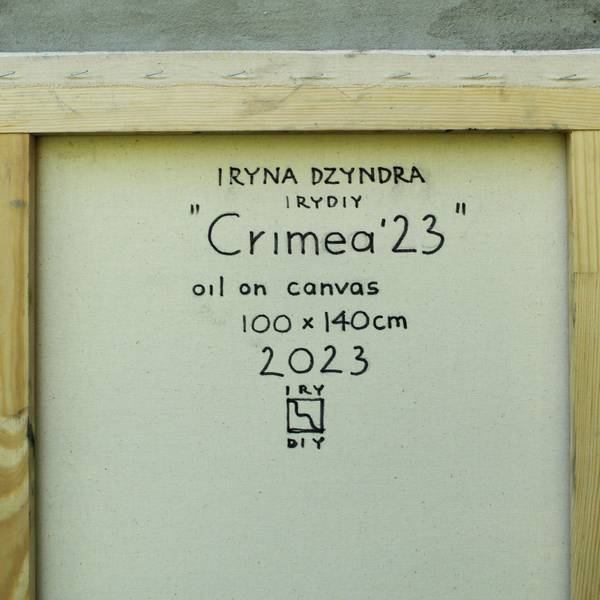 IRYNA DZYNDRA
IRYDIY
"Crimea'23"
oil on canvas
100 x 140cm
2023
IRY
DIY